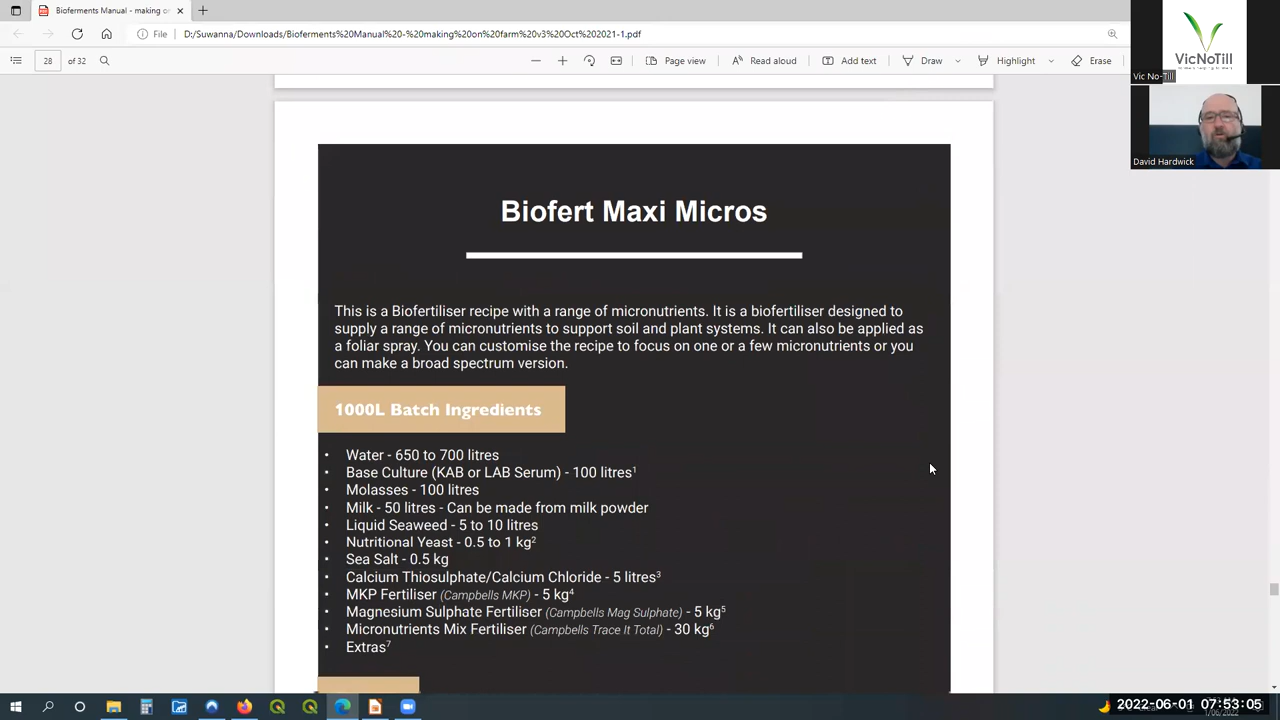 Bioferments Manual - making on
File
D:/Suwanna/Downloads/Bioferments%20Manual%20-%20making%20on%20farm%20v3%20Oct%202021-1.pdf
28 of 32
Page view
Read aloud
Add text
Draw
Highlight
Erase
VicNoTill
Vic No-Till
David Hardwick
Biofert Maxi Micros
This is a Biofertiliser recipe with a range of micronutrients. It is a biofertiliser designed to
supply a range of micronutrients to support soil and plant systems. It can also be applied as
a foliar spray. You can customise the recipe to focus on one or a few micronutrients or you
can make a broad spectrum version.
1000L Batch Ingredients
· Water - 650 to 700 litres
· Base Culture (KAB or LAB Serum) - 100 litres¹
· Molasses - 100 litres
· Milk - 50 litres - Can be made from milk powder
· Liquid Seaweed - 5 to 10 litres
· Nutritional Yeast - 0.5 to 1 kg²
· Sea Salt - 0.5 kg
· Calcium Thiosulphate/Calcium Chloride - 5 litres³
· MKP Fertiliser (Campbells MKP) - 5 kg⁴
· Magnesium Sulphate Fertiliser (Campbells Mag Sulphate) - 5 kg⁵
· Micronutrients Mix Fertiliser (Campbells Trace It Total) - 30 kg⁶
· Extras⁷
2022-06-01 07:53:05